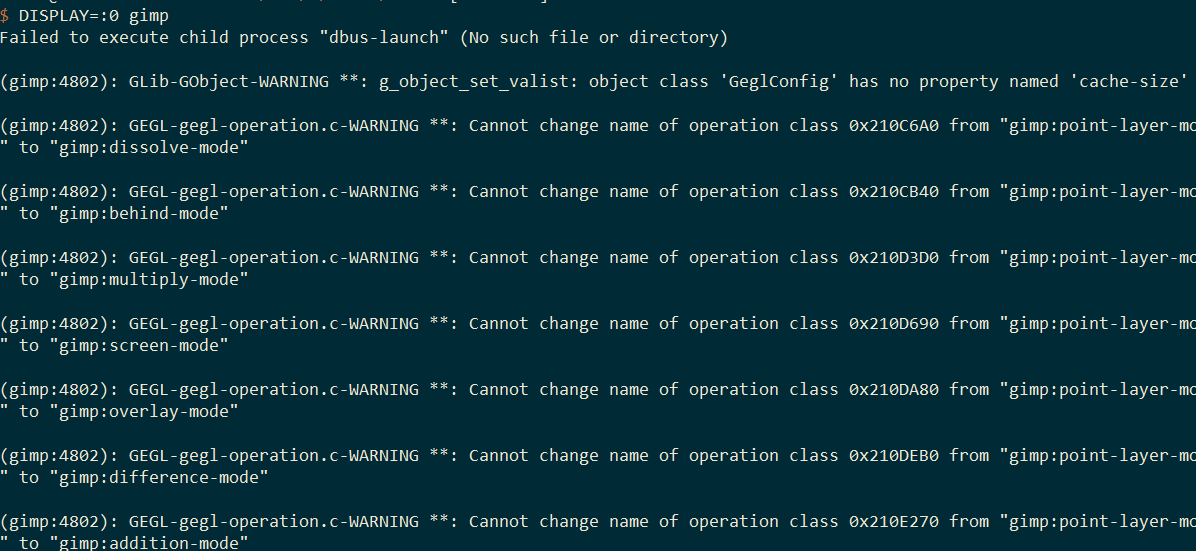 $ DISPLAY=:0 gimp
Failed to execute child process "dbus-launch" (No such file or directory)
(gimp:4802): GLib-GObject-WARNING **: g_object_set_valist: object class 'GeglConfig' has no property named 'cache-size'
(gimp:4802): GEGL-gegl-operation.c-WARNING **: Cannot change name of operation class 0x210C6A0 from "gimp:point-layer-mo
" to "gimp:dissolve-mode"
(gimp:4802): GEGL-gegl-operation.c-WARNING **: Cannot change name of operation class 0x210CB40 from "gimp:point-layer-mo
" to "gimp:behind-mode"
(gimp:4802): GEGL-gegl-operation.c-WARNING **: Cannot change name of operation class 0x210D3D0 from "gimp:point-layer-mo
" to "gimp:multiply-mode"
(gimp:4802): GEGL-gegl-operation.c-WARNING **: Cannot change name of operation class 0x210D690 from "gimp:point-layer-mo
" to "gimp:screen-mode"
(gimp:4802): GEGL-gegl-operation.c-WARNING **: Cannot change name of operation class 0x210DA80 from "gimp:point-layer-mo
" to "gimp:overlay-mode"
(gimp:4802): GEGL-gegl-operation.c-WARNING **: Cannot change name of operation class 0x210DEB0 from "gimp:point-layer-mo
" to "gimp:difference-mode"
(gimp:4802): GEGL-gegl-operation.c-WARNING **: Cannot change name of operation class 0x210E270 from "gimp:point-layer-mo
" to "gimp:addition-mode"